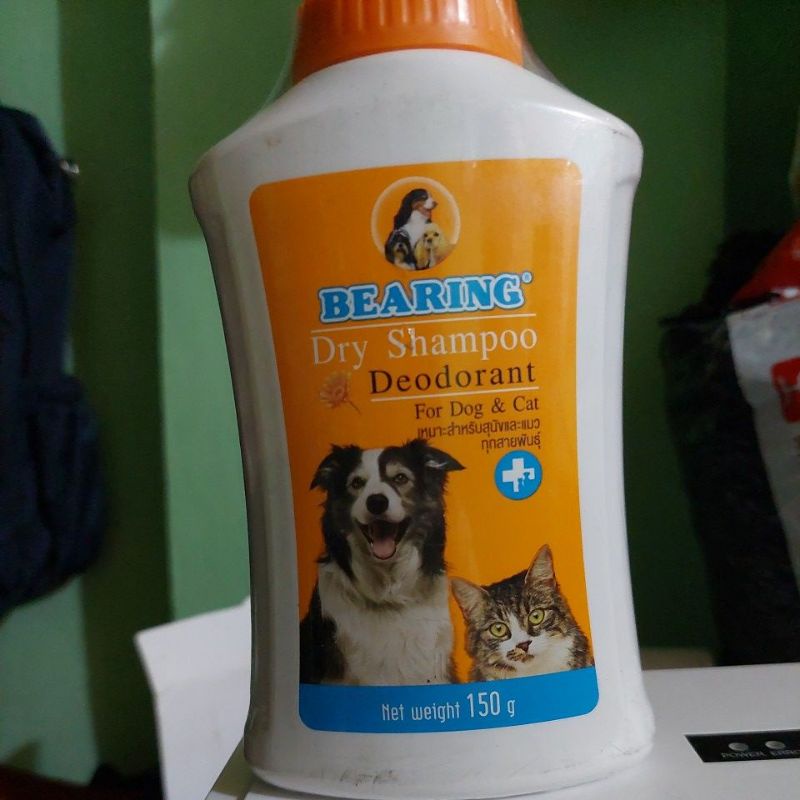 BEARING®
Dry Shampoo
Deodorant
For Dog & Cat
เหมาะสำหรับสุนัขและแมว
ทุกสายพันธุ์
Net weight 150 g
POWER